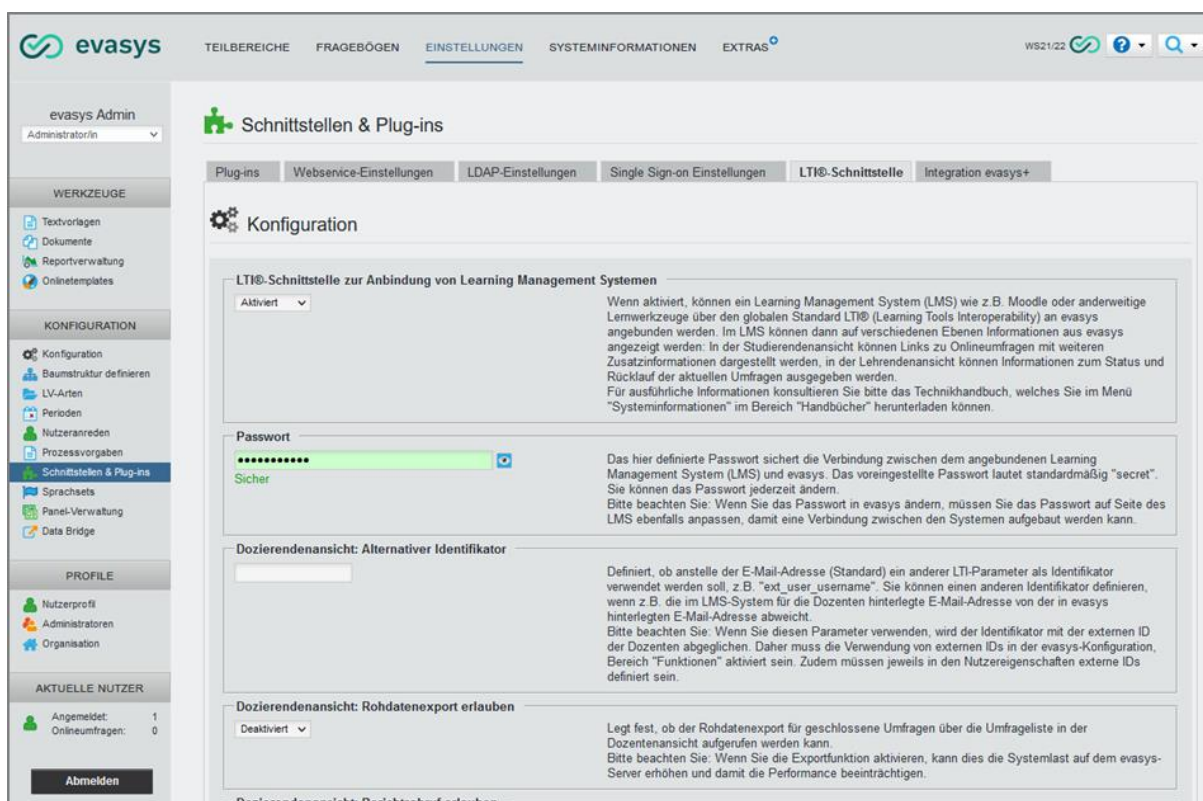 evasys
TEILBEREICHE FRAGEBÖGEN EINSTELLUNGEN SYSTEMINFORMATIONEN EXTRAS
WS21/22
evasys Admin
Administrator/in
WERKZEUGE
Textvorlagen
Dokumente
Reportverwaltung
Onlinetemplates
KONFIGURATION
Konfiguration
Baumstruktur definieren
LV-Arten
Perioden
Nutzeranreden
Prozessvorgaben
Schnittstellen & Plug-ins
Sprachsets
Panel-Verwaltung
Data Bridge
PROFILE
Nutzerprofil
Administratoren
Organisation
AKTUELLE NUTZER
Angemeldet: 1
Onlineumfragen: 0
Abmelden
Schnittstellen & Plug-ins
Plug-ins Webservice-Einstellungen LDAP-Einstellungen Single Sign-on Einstellungen LTI®-Schnittstelle Integration evasys+
Konfiguration
LTI®-Schnittstelle zur Anbindung von Learning Management Systemen
Aktiviert
Wenn aktiviert, können ein Learning Management System (LMS) wie z.B. Moodle oder anderweitige
Lernwerkzeuge über den globalen Standard LTI® (Learning Tools Interoperability) an evasys
angebunden werden. Im LMS können dann auf verschiedenen Ebenen Informationen aus evasys
angezeigt werden: In der Studierendenansicht können Links zu Onlineumfragen mit weiteren
Zusatzinformationen dargestellt werden, in der Lehrendenansicht können Informationen zum Status und
Rücklauf der aktuellen Umfragen ausgegeben werden.
Für ausführliche Informationen konsultieren Sie bitte das Technikhandbuch, welches Sie im Menü
"Systeminformationen" im Bereich "Handbücher" herunterladen können.
Passwort
Sicher
Das hier definierte Passwort sichert die Verbindung zwischen dem angebundenen Learning
Management System (LMS) und evasys. Das voreingestellte Passwort lautet standardmäßig "secret".
Sie können das Passwort jederzeit ändern.
Bitte beachten Sie: Wenn Sie das Passwort in evasys ändern, müssen Sie das Passwort auf Seite des
LMS ebenfalls anpassen, damit eine Verbindung zwischen den Systemen aufgebaut werden kann.
Dozierendenansicht: Alternativer Identifikator
Definiert, ob anstelle der E-Mail-Adresse (Standard) ein anderer LTI-Parameter als Identifikator
verwendet werden soll, z.B. "ext_user_username". Sie können einen anderen Identifikator definieren,
wenn z.B. die im LMS-System für die Dozenten hinterlegte E-Mail-Adresse von der in evasys
hinterlegten E-Mail-Adresse abweicht.
Bitte beachten Sie: Wenn Sie diesen Parameter verwenden, wird der Identifikator mit der externen ID
der Dozenten abgeglichen. Daher muss die Verwendung von externen IDs in der evasys-Konfiguration,
Bereich "Funktionen" aktiviert sein. Zudem müssen jeweils in den Nutzereigenschaften externe IDs
definiert sein.
Dozierendenansicht: Rohdatenexport erlauben
Deaktiviert
Legt fest, ob der Rohdatenexport für geschlossene Umfragen über die Umfrageliste in der
Dozentenansicht aufgerufen werden kann.
Bitte beachten Sie: Wenn Sie die Exportfunktion aktivieren, kann dies die Systemlast auf dem evasys-
Server erhöhen und damit die Performance beeinträchtigen.